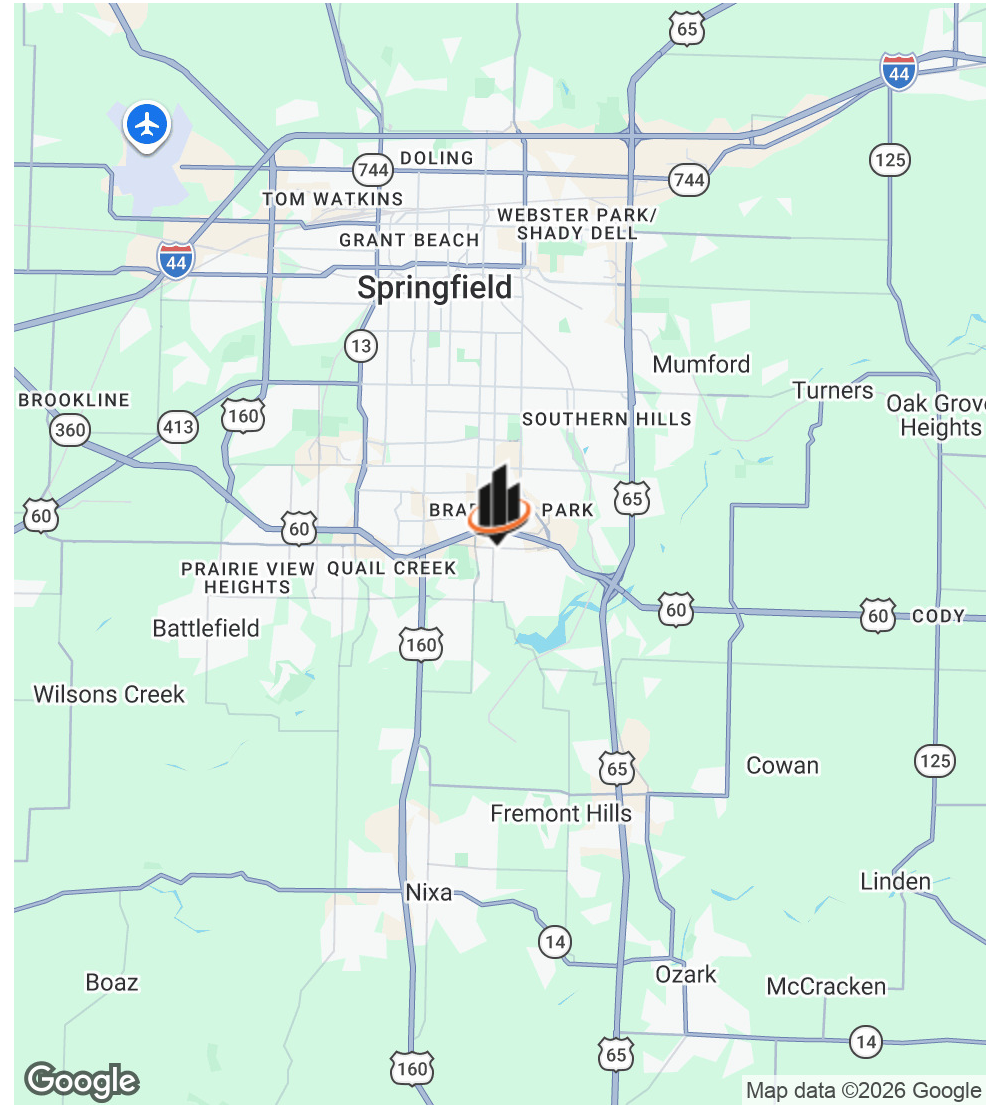 65
44
125
DOLING
744
744
TOM WATKINS
WEBSTER PARK/
SHADY DELL
GRANT BEACH
44
Springfield
13
Mumford
Turners
BROOKLINE
Oak Grov
Heights
160
413
360
SOUTHERN HILLS
65
60
BRA PARK
60
PRAIRIE VIEW
HEIGHTS
QUAIL CREEK
60
60
CODY
Battlefield
160
Wilsons Creek
65
Cowan
125
Fremont Hills
Linden
Nixa
14
Boaz
Ozark
McCracken
14
65
160
Google
Map data ©2026 Google